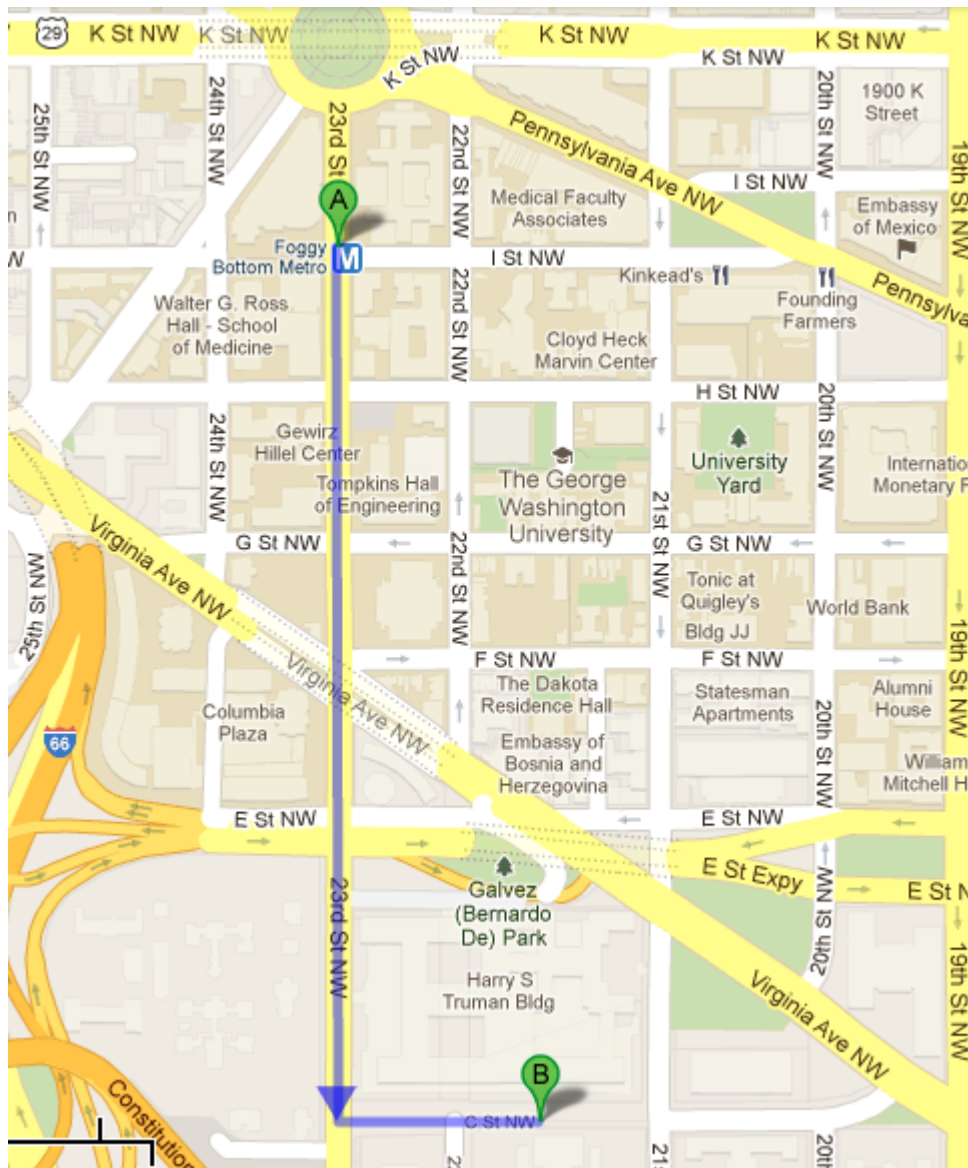 29
K St NW
K St NW
K St NW
K St NW
K St NW
K St NW
25th St NW
24th St NW
23rd St
22nd St NW
20th St NW
1900 K
Street
19th St NW
Pennsylvania Ave NW
I St NW
Medical Faculty
Associates
Embassy
of Mexico
A
Foggy
Bottom Metro
M
I St NW
Kinkead's
Founding
Farmers
Pennsylva
Walter G. Ross
Hall - School
of Medicine
22nd St NW
Cloyd Heck
Marvin Center
H St NW
20th St NW
24th St NW
Gewirz
Hillel Center
Tompkins Hall
of Engineering
The George
Washington
University
University
Yard
Internatio
Monetary F
21st St NW
Virginia Ave NW
G St NW
G St NW
22nd St NW
25th St NW
Tonic at
Quigley's
Bldg JJ
World Bank
19th St NW
F St NW
F St NW
Virginia Ave NW
The Dakota
Residence Hall
Statesman
Apartments
Alumni
House
Columbia
Plaza
66
Embassy of
Bosnia and
Herzegovina
20th St NW
William
Mitchell H
E St NW
E St NW
E St Expy
E St N
Galvez
(Bernardo
De) Park
23rd St NW
20th St NW
19th St NW
Harry S
Truman Bldg
Virginia Ave NW
B
C St NW
Constitution
22
21s
20th